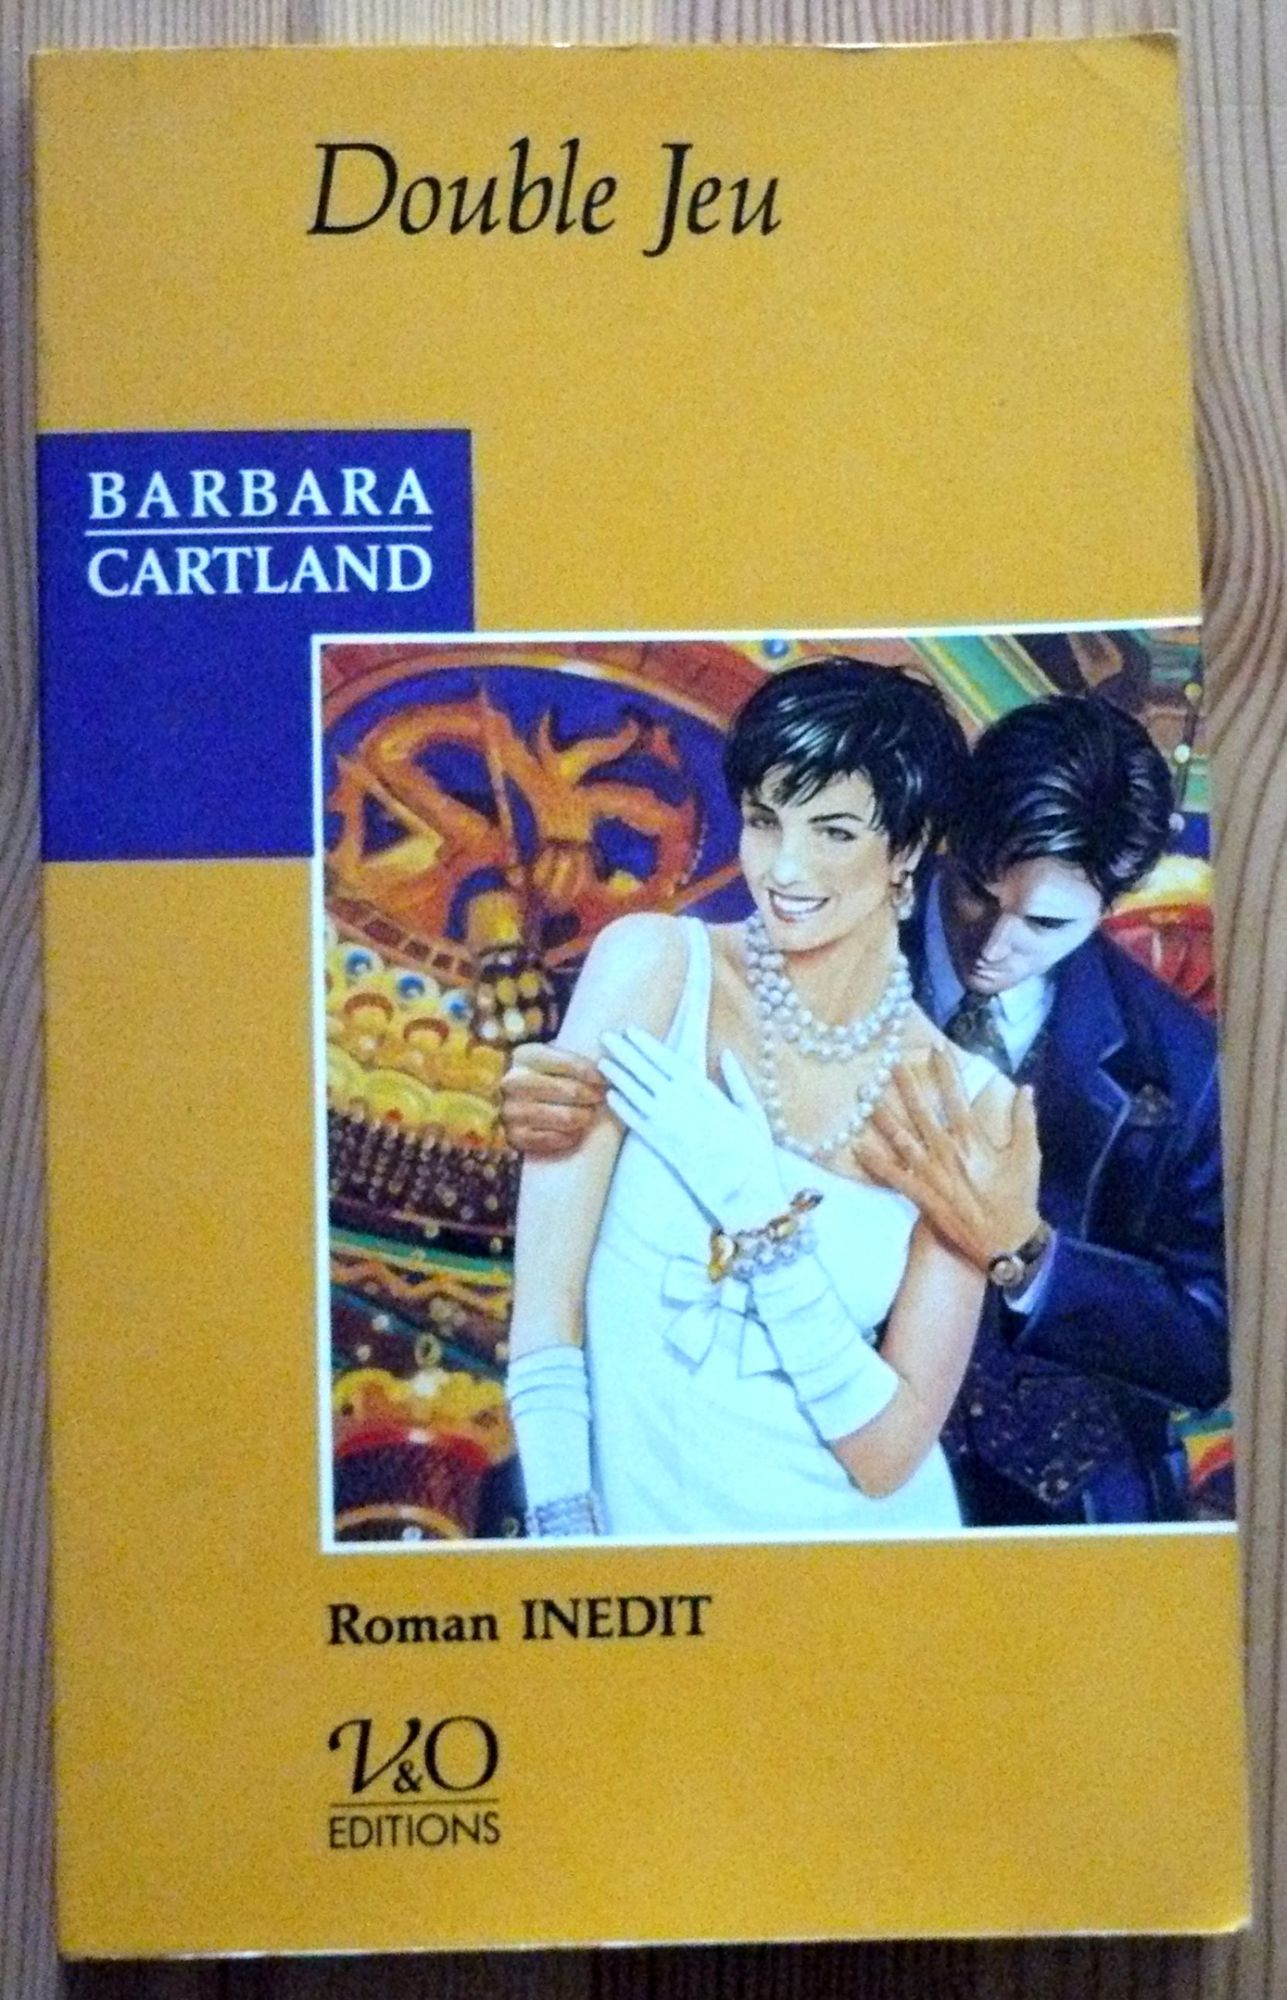 Double Jeu
BARBARA
CARTLAND
Roman INEDIT
V&O
EDITIONS